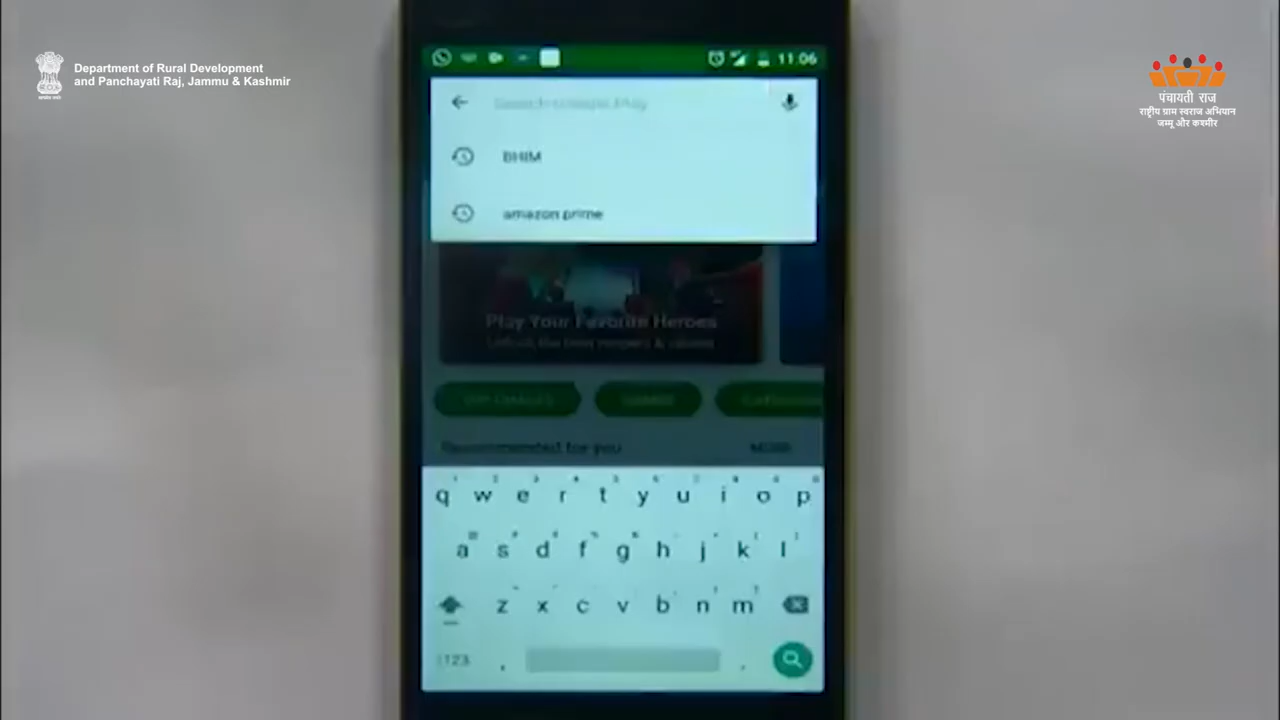 Department of Rural Development
and Panchayati Raj, Jammu & Kashmir
पंचायती राज
राष्ट्रीय ग्राम स्वराज अभियान
जम्मू और कश्मीर
11:06
Search Google Play
BHIM
amazon prime
Play Your Favorite Heroes
Recommended for you
MORE
q w e r t y u i o p
a s d f g h j k l
z x c v b n m
?123 , .